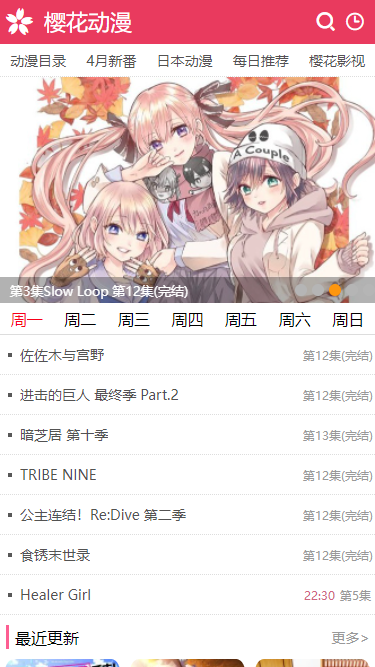 樱花动漫
动漫目录 4月新番 日本动漫 每日推荐 樱花影视
A Couple
第3集Slow Loop 第12集(完结)
周一 周二 周三 周四 周五 周六 周日
佐佐木与宫野 第12集(完结)
进击的巨人 最终季 Part.2 第12集(完结)
暗芝居 第十季 第13集(完结)
TRIBE NINE 第12集(完结)
公主连结！Re:Dive 第二季 第12集(完结)
食锈末世录 第12集(完结)
Healer Girl 22:30 第5集
最近更新 更多>